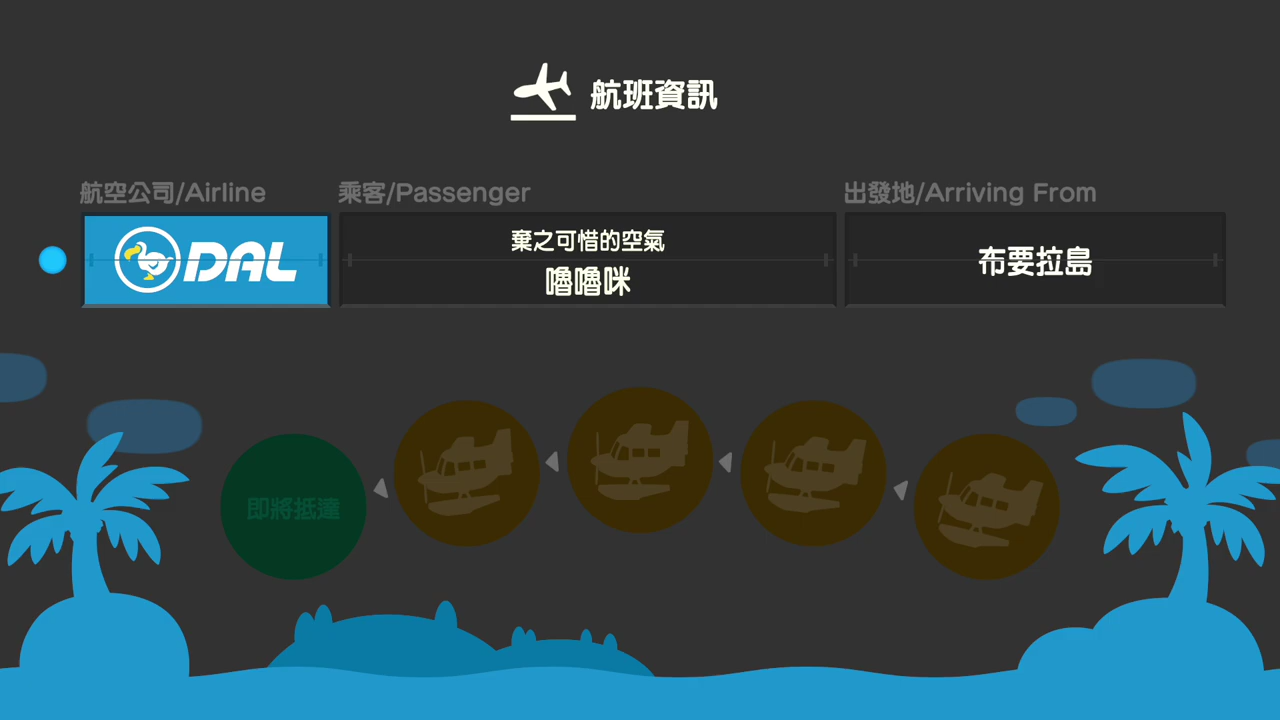 航班資訊
航空公司/Airline
乘客/Passenger
出發地/Arriving From
DAL
棄之可惜的空氣
嚕嚕咪
布要拉島
即將抵達